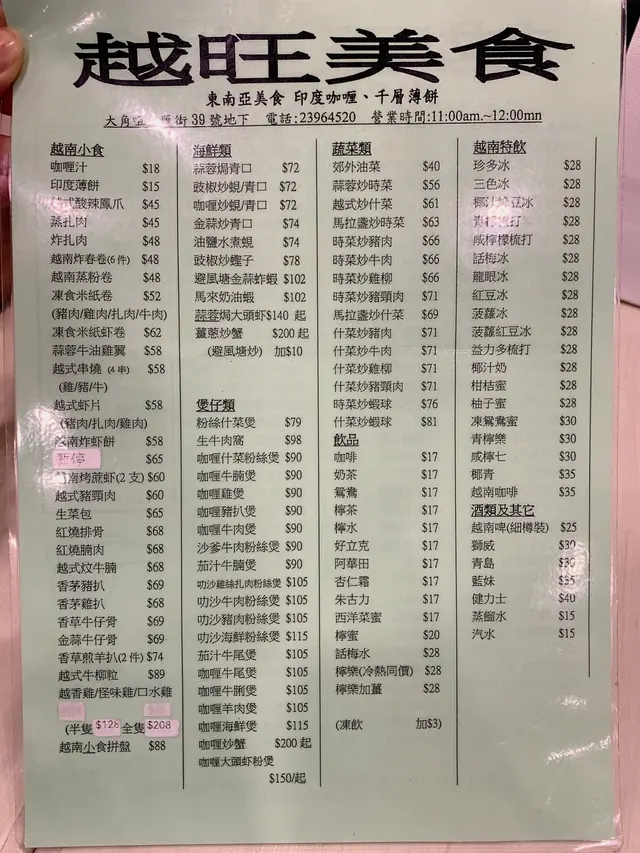 越旺美食
東南亞美食 印度咖喱、千層薄餅
大角 街39號地下 電話:23964520 營業時間:11:00am.~12:00mn
越南小食
咖喱汁 $18
印度薄餅 $15
式酸辣鳳爪 $45
蒸扎肉 $45
炸扎肉 $48
越南炸春卷(6件) $48
越南蒸粉卷 $48
凍食米紙卷 $52
(豬肉/雞肉/扎肉/牛肉)
凍食米紙虾卷 $62
蒜蓉牛油雞翼 $58
越式串燒 (4串) $58
(雞/豬/牛)
越式虾片 $58
(豬肉/扎肉/雞肉)
越南炸虾餅 $58
暫停 $65
南烤蔗虾(2支) $60
越式豬頸肉 $60
生菜包 $65
紅燒排骨 $68
紅燒腩肉 $68
越式炆牛腩 $68
香茅豬扒 $69
香茅雞扒 $68
香草牛仔骨 $69
金蒜牛仔骨 $69
香草煎羊扒(2件) $74
越式牛柳粒 $89
越香雞/怪味雞/口水雞
(半隻 $128 全隻 $208
越南小食拼盤 $88
海鮮類
蒜蓉焗青口 $72
豉椒炒蜆/青口 $72
咖喱炒蜆/青口 $72
金蒜炒青口 $74
油鹽水煮蜆 $74
豉椒炒蟶子 $78
避風塘金蒜炸蝦 $102
馬來奶油蝦 $102
蒜蓉焗大頭虾$140 起
薑蔥炒蟹 $200 起
(避風塘炒) 加$10
煲仔類
粉絲什菜煲 $79
生牛肉窩 $98
咖喱什菜粉絲煲 $90
咖喱牛腩煲 $90
咖喱雞煲 $90
咖喱豬扒煲 $90
咖喱牛肉煲 $90
沙爹牛肉粉絲煲 $90
茄汁牛腩煲 $90
叻沙雞絲扎肉粉絲煲 $105
叻沙牛肉粉絲煲 $105
叻沙豬肉粉絲煲 $105
叻沙海鮮粉絲煲 $115
茄汁牛尾煲 $105
咖喱牛尾煲 $105
咖喱牛脷煲 $105
咖喱羊肉煲 $105
咖喱海鮮煲 $115
咖喱炒蟹 $200 起
咖喱大頭虾粉煲
$150/起
蔬菜類
郊外油菜 $40
蒜蓉炒時菜 $56
越式炒什菜 $61
馬拉盞炒時菜 $63
時菜炒豬肉 $66
時菜炒牛肉 $66
時菜炒雞柳 $66
時菜炒豬頸肉 $71
馬拉盞炒什菜 $69
什菜炒豬肉 $71
什菜炒牛肉 $71
什菜炒雞柳 $71
什菜炒豬頸肉 $71
時菜炒蝦球 $76
什菜炒蝦球 $81
飲品
咖啡 $17
奶茶 $17
鴛鴦 $17
檸茶 $17
檸水 $17
好立克 $17
阿華田 $17
杏仁霜 $17
朱古力 $17
西洋菜蜜 $17
檸蜜 $20
話梅水 $28
檸樂(冷熱同價) $28
檸樂加薑 $28
(凍飲 加$3)
越南特飲
珍多冰 $28
三色冰 $28
椰汁 豆冰 $28
青檸梳打 $28
咸檸檬梳打 $28
話梅冰 $28
龍眼冰 $28
紅豆冰 $28
菠蘿冰 $28
菠蘿紅豆冰 $28
益力多梳打 $28
椰汁奶 $28
柑桔蜜 $28
柚子蜜 $28
凍鴛鴦蜜 $30
青檸樂 $30
咸檸七 $30
椰青 $35
越南咖啡 $35
酒類及其它
越南啤(細樽裝) $25
獅威 $30
青島 $30
藍妹 $35
健力士 $40
蒸餾水 $15
汽水 $15